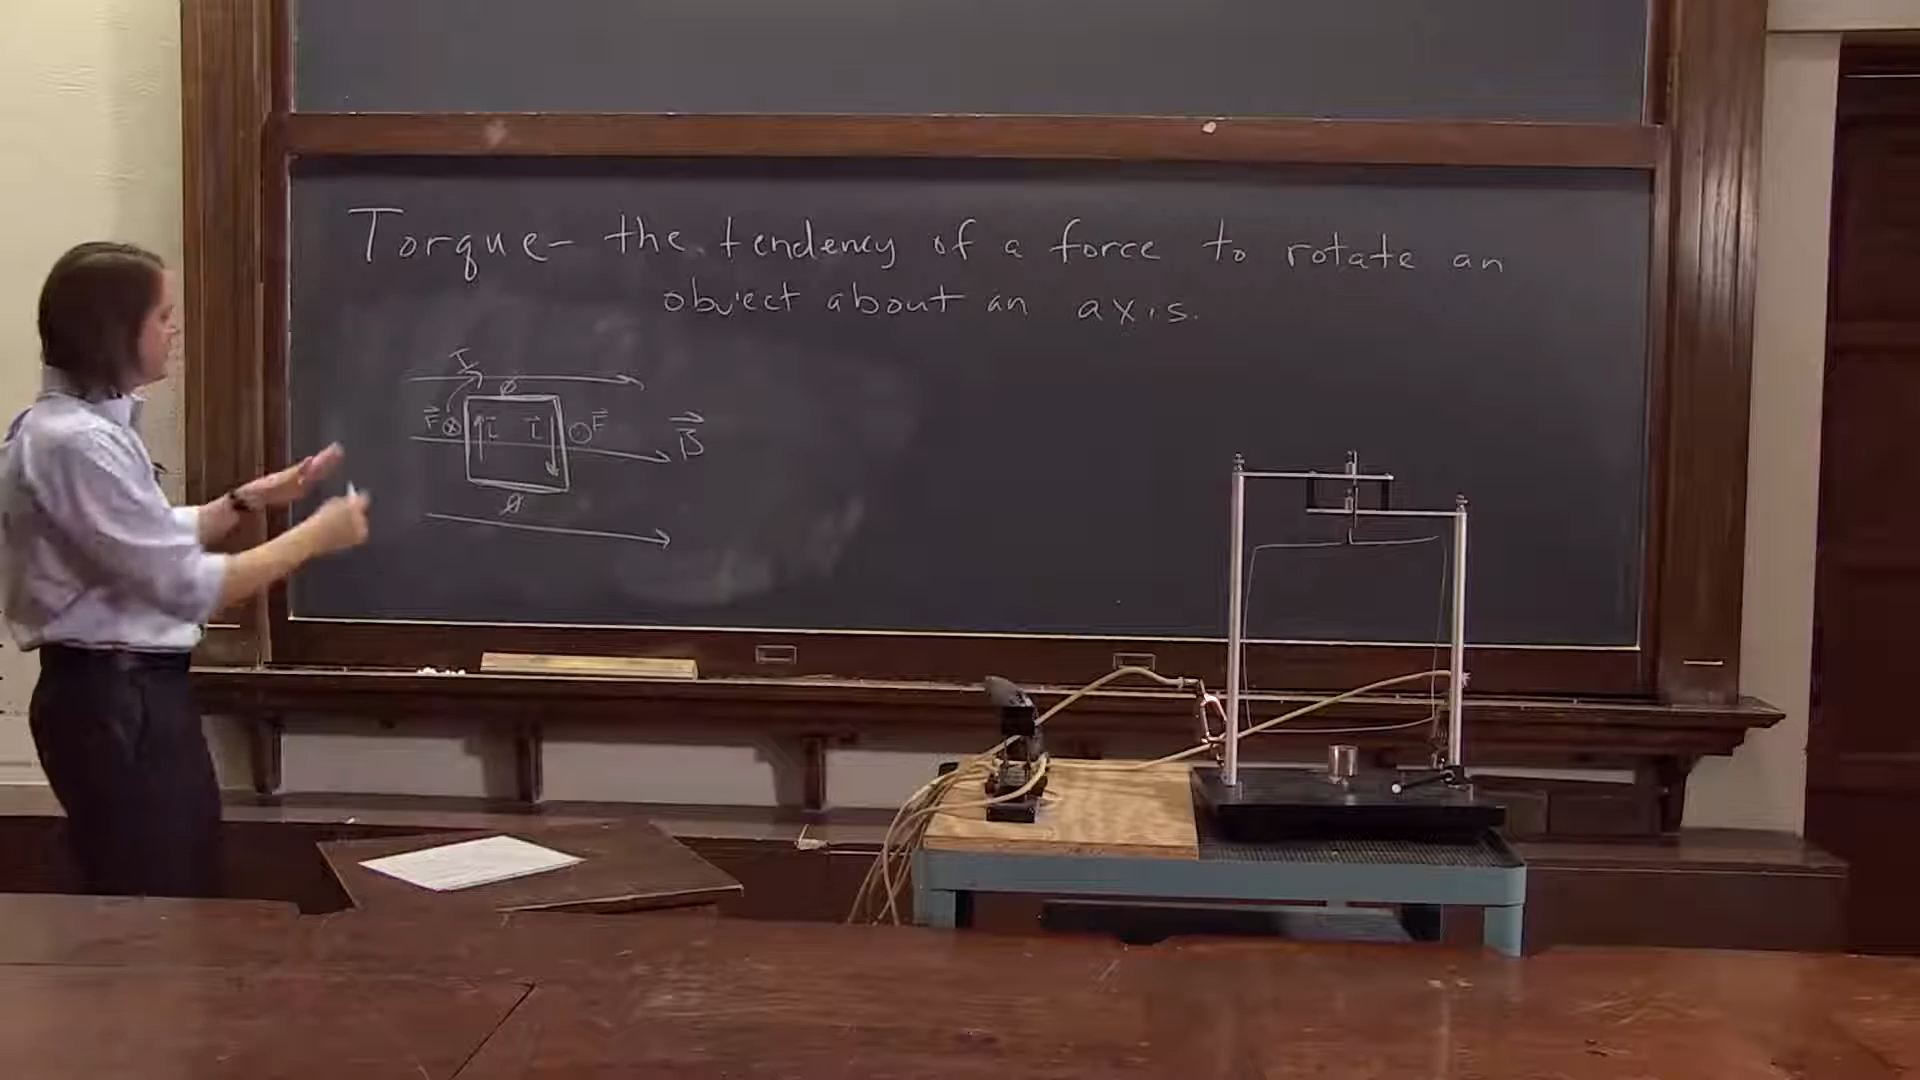 Torque - the tendency of a force to rotate an
object about an axis.
I
ø
F⃗ ⊗ L⃗ L⃗ ⊙ F⃗
B⃗
ø